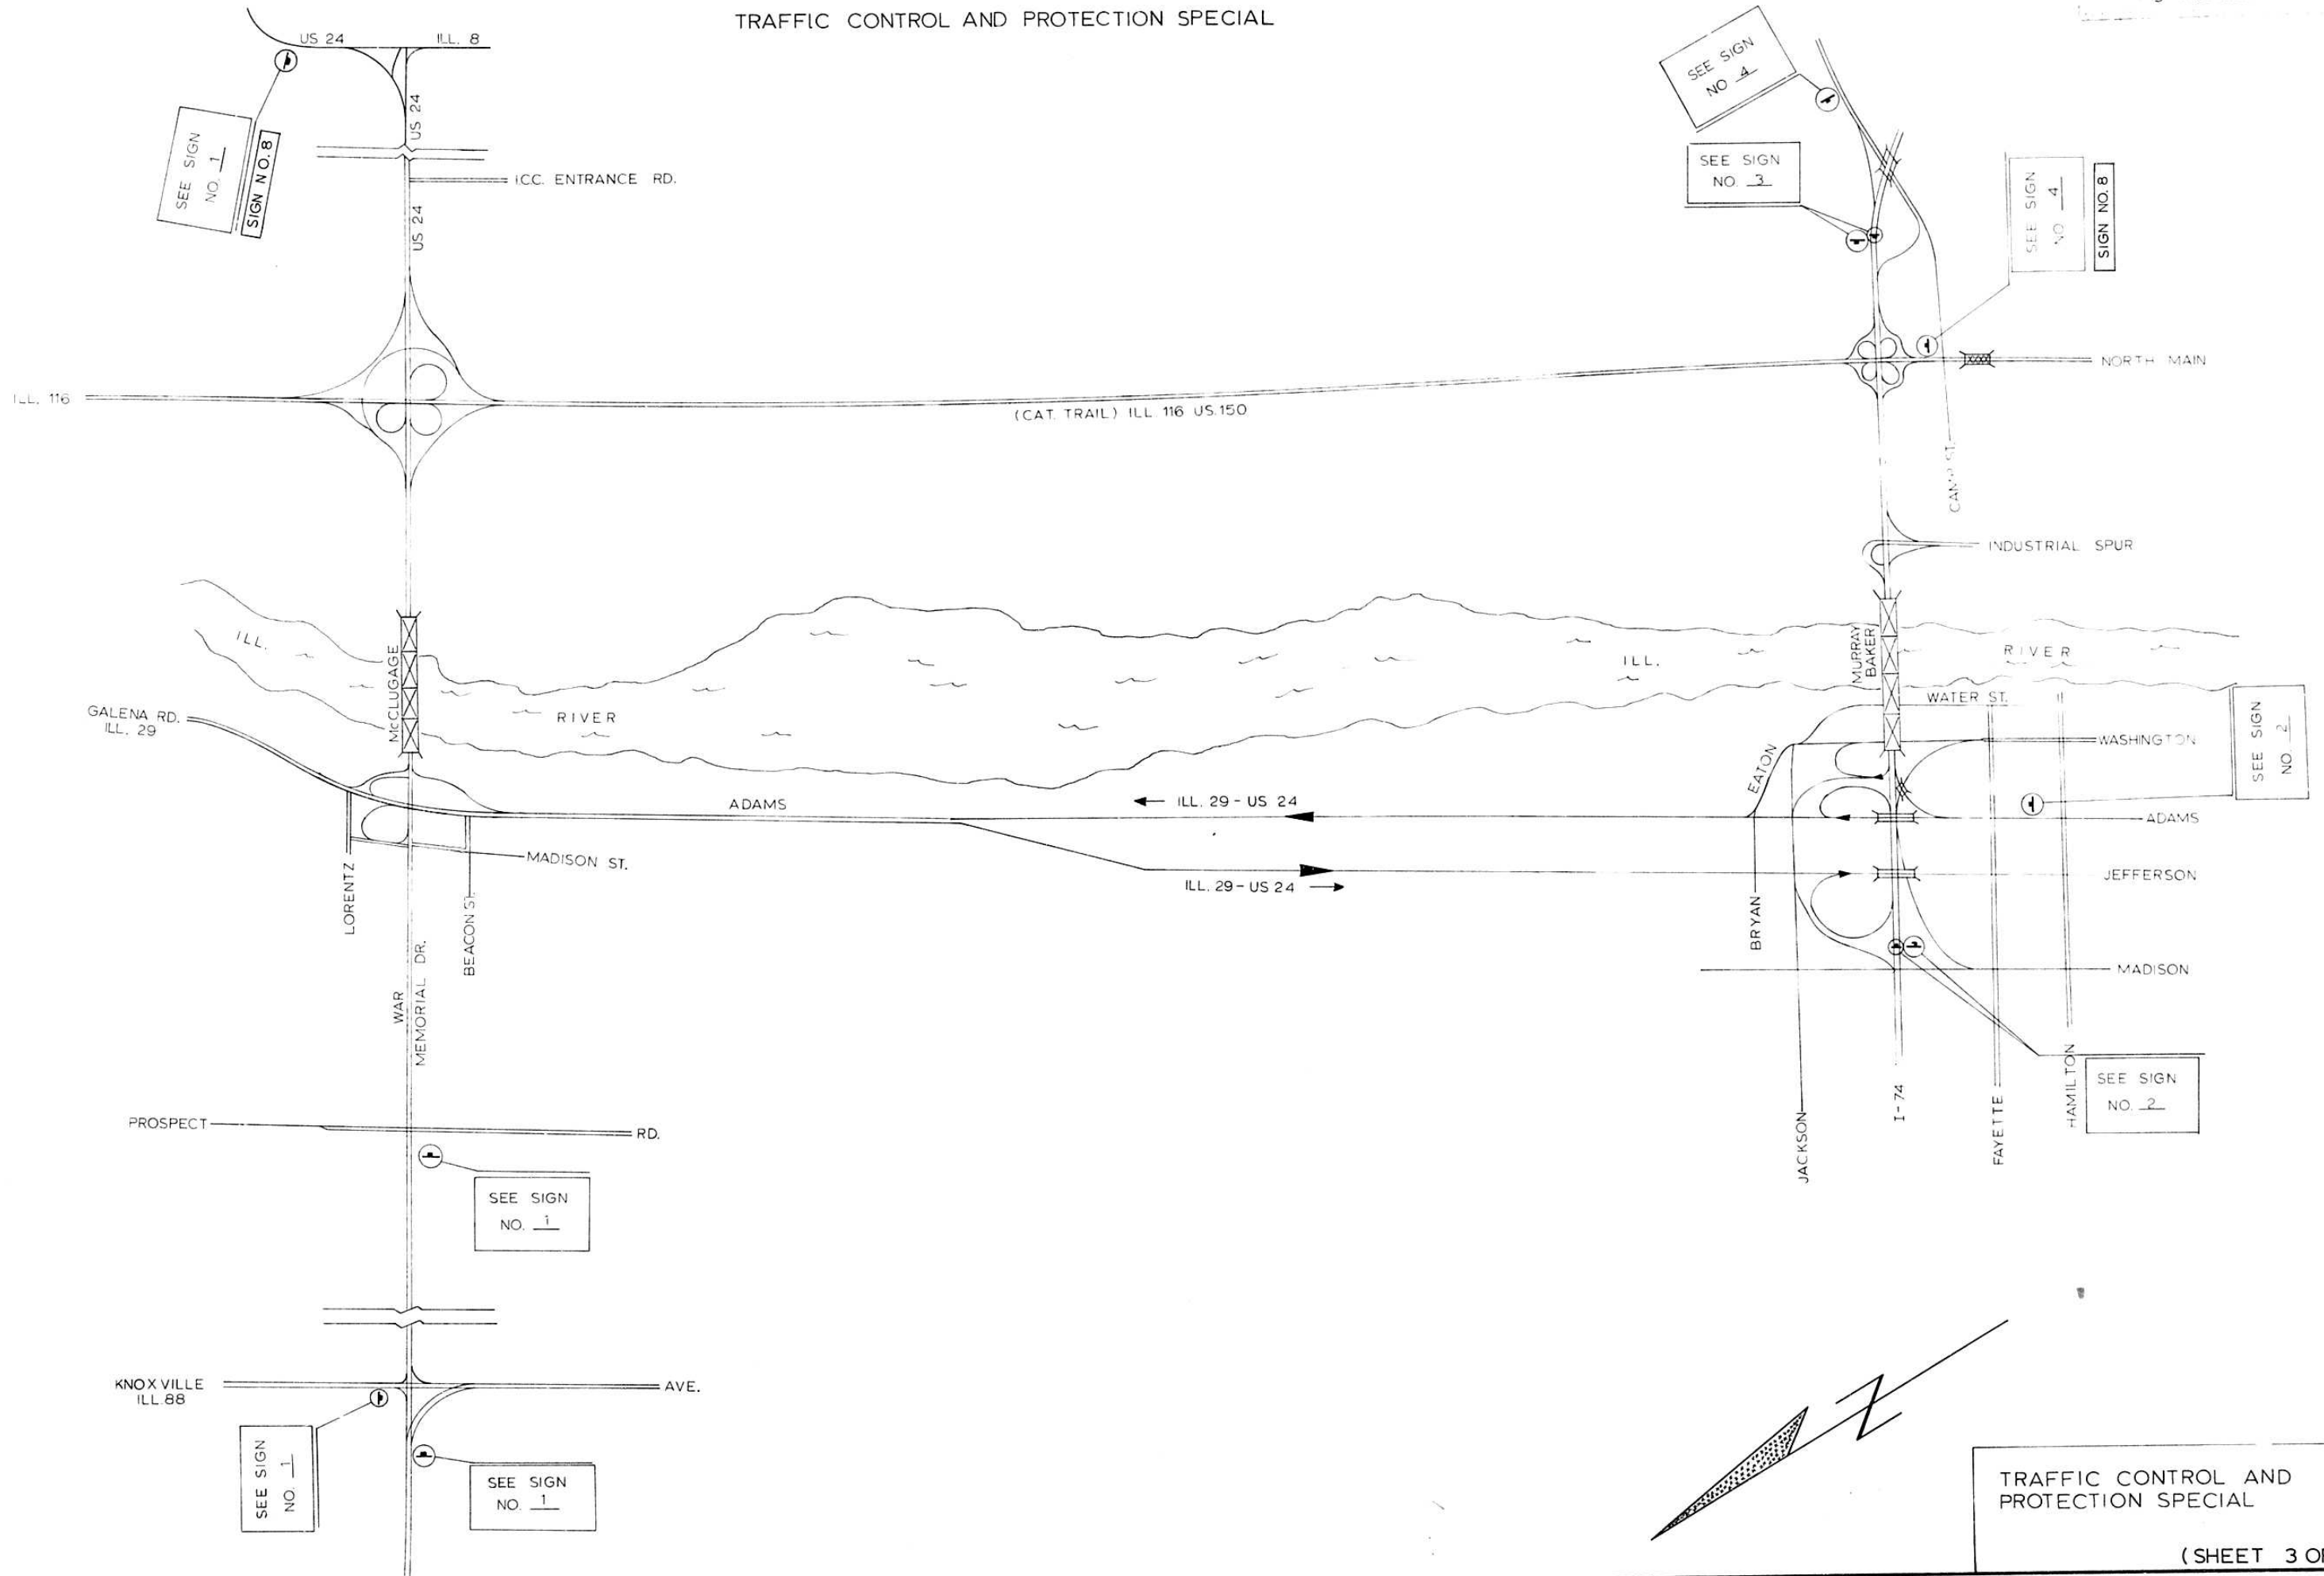 TRAFFIC CONTROL AND PROTECTION SPECIAL
US 24
ILL. 8
US 24
SEE SIGN
NO. 1
SIGN NO. 8
I.C.C. ENTRANCE RD.
US 24
SEE SIGN
NO 4
SEE SIGN
NO. 3
SEE SIGN
NO 4
SIGN NO. 8
ILL. 116
(CAT. TRAIL) ILL 116 US.150
NORTH MAIN
CAMP ST.
INDUSTRIAL SPUR
ILL.
McCLUGAGE
RIVER
ILL.
MURRAY
BAKER
RIVER
WATER ST.
GALENA RD.
ILL. 29
WASHINGTON
SEE SIGN
NO. 2
EATON
ADAMS
ILL. 29 - US 24
ADAMS
MADISON ST.
LORENTZ
BEACON ST.
ILL. 29 - US 24
JEFFERSON
BRYAN
MADISON
WAR
MEMORIAL DR.
JACKSON
I-74
FAYETTE
HAMILTON
SEE SIGN
NO. 2
PROSPECT
RD.
SEE SIGN
NO. 1
KNOXVILLE
ILL.88
AVE.
SEE SIGN
NO. 1
SEE SIGN
NO. 1
TRAFFIC CONTROL AND
PROTECTION SPECIAL
(SHEET 3